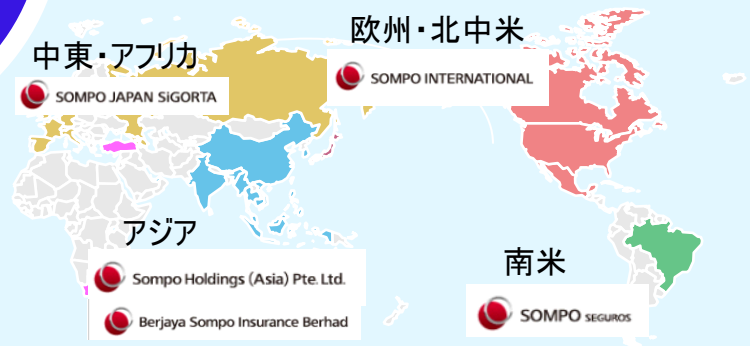 中東・アフリカ
SOMPO JAPAN SiGORTA
欧州・北中米
SOMPO INTERNATIONAL
アジア
Sompo Holdings (Asia) Pte. Ltd.
Berjaya Sompo Insurance Berhad
南米
SOMPO SEGUROS